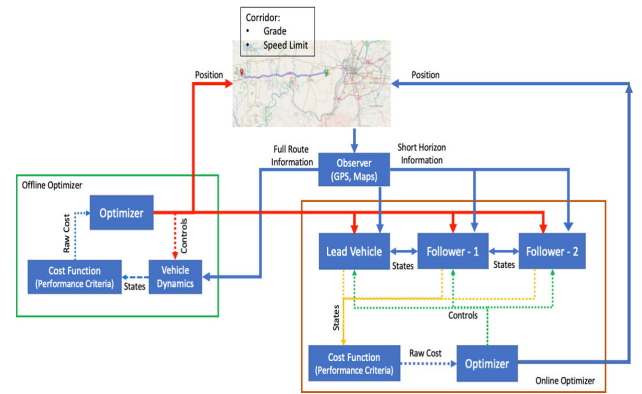 Corridor:
• Grade
• Speed Limit
Position
Position
Full Route
Information
Short Horizon
Information
Observer
(GPS, Maps)
Offline Optimizer
Optimizer
Raw Cost
Controls
Cost Function
(Performance Criteria)
States
Vehicle
Dynamics
Lead Vehicle
States
Follower - 1
States
Follower - 2
States
Controls
Cost Function
(Performance Criteria)
Raw Cost
Optimizer
Online Optimizer